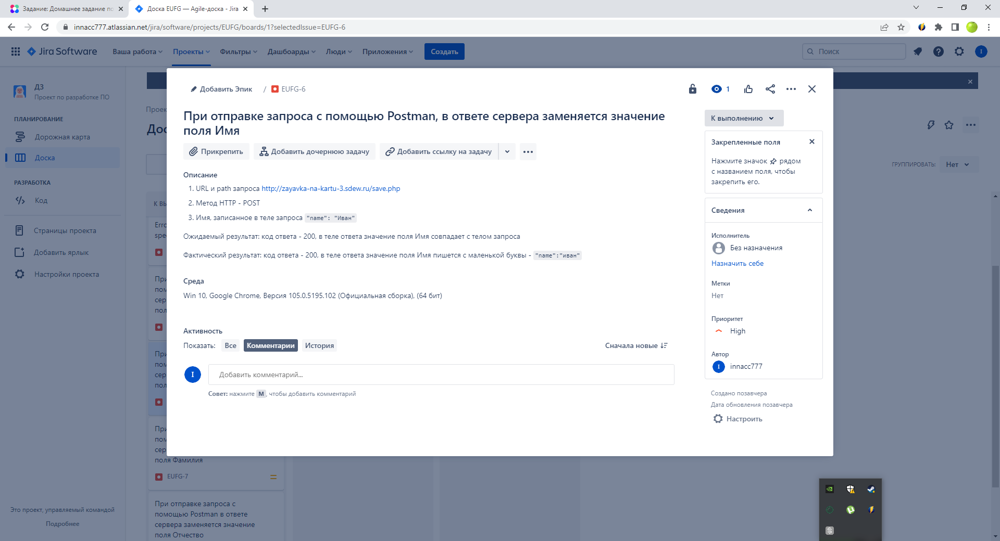 Задание: Домашнее задание по
Доска EUFG — Agile-доска - Jira
innacc777.atlassian.net/jira/software/projects/EUFG/boards/1?selectedIssue=EUFG-6
Jira Software
Ваша работа
Проекты
Фильтры
Дашборды
Люди
Приложения
Создать
Поиск
I
ДЗ
Проект по разработке ПО
ПЛАНИРОВАНИЕ
Дорожная карта
Доска
РАЗРАБОТКА
Код
Страницы проекта
Добавить ярлык
Настройки проекта
Это проект, управляемый командой
Подробнее
Проек
Дос
ГРУППИРОВАТЬ:
Нет
К ВЫ
Erro
spe
При
пом
сер
пол
При
пом
сер
пол
При
пом
сер
поля Фамилия
EUFG-7
При отправке запроса с
помощью Postman в ответе
сервера заменяется значение
поля Отчество
Добавить Эпик / EUFG-6
1
При отправке запроса с помощью Postman, в ответе сервера заменяется значение
поля Имя
Прикрепить
Добавить дочернюю задачу
Добавить ссылку на задачу
Описание
1. URL и path запроса http://zayavka-na-kartu-3.sdew.ru/save.php
2. Метод HTTP - POST
3. Имя, записанное в теле запроса "name": "Иван"
Ожидаемый результат: код ответа - 200, в теле ответа значение поля Имя совпадает с телом запроса
Фактический результат: код ответа - 200, в теле ответа значение поля Имя пишется с маленькой буквы - "name":"иван"
Среда
Win 10, Google Chrome, Версия 105.0.5195.102 (Официальная сборка), (64 бит)
Активность
Показать: Все Комментарии История
Сначала новые
I
Добавить комментарий...
Совет: нажмите M, чтобы добавить комментарий
К выполнению
Закрепленные поля
Нажмите значок рядом
с названием поля, чтобы
закрепить его.
Сведения
Исполнитель
Без назначения
Назначить себе
Метки
Нет
Приоритет
High
Автор
I
innacc777
Создано позавчера
Дата обновления позавчера
Настроить